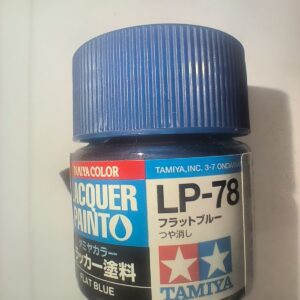 TAMIYA COLOR
LACQUER
PAINT
タミヤカラー
ラッカー塗料
FLAT BLUE
TAMIYA, INC. 3-7 ONDAWARA
LP-78
フラットブルー
つや消し
TAMIYA